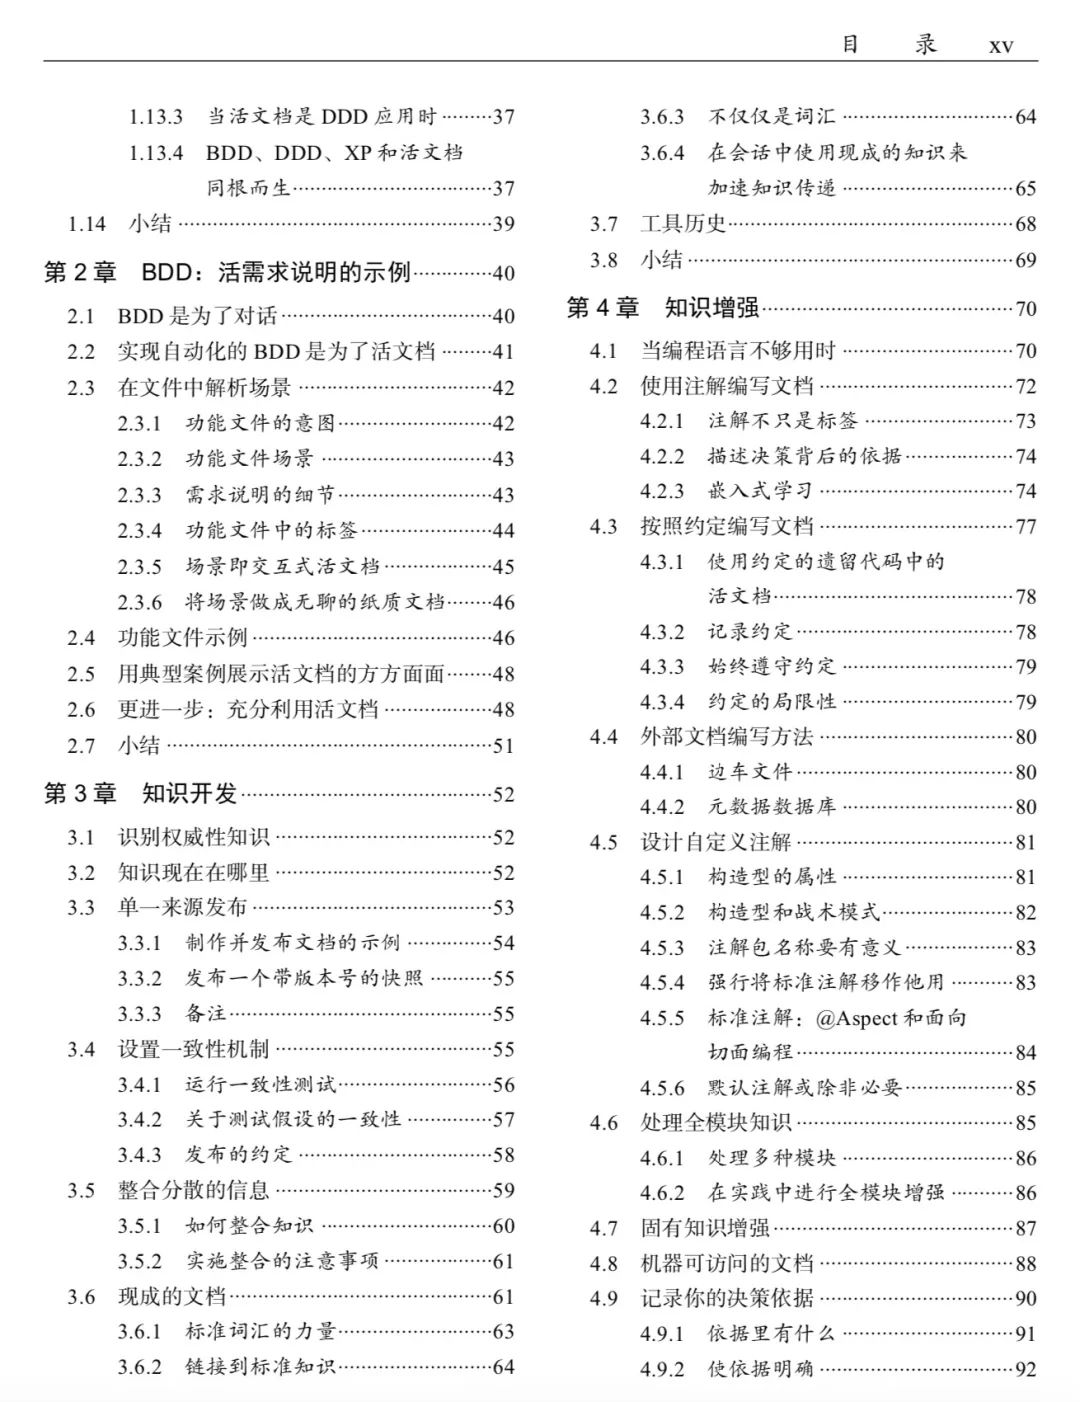 目 录 xv
1.13.3 当活文档是 DDD 应用时 ………37
1.13.4 BDD、DDD、XP 和活文档
同根而生……………………………37
1.14 小结 ………………………………………………39
第 2 章 BDD：活需求说明的示例…………40
2.1 BDD 是为了对话………………………………40
2.2 实现自动化的 BDD 是为了活文档 ………41
2.3 在文件中解析场景 ……………………………42
2.3.1 功能文件的意图………………………42
2.3.2 功能文件场景 …………………………43
2.3.3 需求说明的细节………………………43
2.3.4 功能文件中的标签…………………44
2.3.5 场景即交互式活文档………………45
2.3.6 将场景做成无聊的纸质文档………46
2.4 功能文件示例……………………………………46
2.5 用典型案例展示活文档的方方面面………48
2.6 更进一步：充分利用活文档 ………………48
2.7 小结 …………………………………………………51
第 3 章 知识开发……………………………………52
3.1 识别权威性知识 ………………………………52
3.2 知识现在在哪里 ………………………………52
3.3 单一来源发布……………………………………53
3.3.1 制作并发布文档的示例 ……………54
3.3.2 发布一个带版本号的快照 …………55
3.3.3 备注………………………………………55
3.4 设置一致性机制 ………………………………55
3.4.1 运行一致性测试………………………56
3.4.2 关于测试假设的一致性 ……………57
3.4.3 发布的约定 ……………………………58
3.5 整合分散的信息 ………………………………59
3.5.1 如何整合知识 …………………………60
3.5.2 实施整合的注意事项………………61
3.6 现成的文档………………………………………61
3.6.1 标准词汇的力量………………………63
3.6.2 链接到标准知识………………………64
3.6.3 不仅仅是词汇 …………………………64
3.6.4 在会话中使用现成的知识来
加速知识传递 …………………………65
3.7 工具历史…………………………………………68
3.8 小结 …………………………………………………69
第 4 章 知识增强……………………………………70
4.1 当编程语言不够用时 …………………………70
4.2 使用注解编写文档 ……………………………72
4.2.1 注解不只是标签 ………………………73
4.2.2 描述决策背后的依据………………74
4.2.3 嵌入式学习 ……………………………74
4.3 按照约定编写文档 ……………………………77
4.3.1 使用约定的遗留代码中的
活文档……………………………………78
4.3.2 记录约定…………………………………78
4.3.3 始终遵守约定 …………………………79
4.3.4 约定的局限性 …………………………79
4.4 外部文档编写方法 ……………………………80
4.4.1 边车文件…………………………………80
4.4.2 元数据数据库 …………………………80
4.5 设计自定义注解 ………………………………81
4.5.1 构造型的属性 …………………………81
4.5.2 构造型和战术模式…………………82
4.5.3 注解包名称要有意义………………83
4.5.4 强行将标准注解移作他用 …………83
4.5.5 标准注解：@Aspect 和面向
切面编程…………………………………84
4.5.6 默认注解或除非必要………………85
4.6 处理全模块知识 ………………………………85
4.6.1 处理多种模块 …………………………86
4.6.2 在实践中进行全模块增强 …………86
4.7 固有知识增强……………………………………87
4.8 机器可访问的文档 ……………………………88
4.9 记录你的决策依据 ……………………………90
4.9.1 依据里有什么 …………………………91
4.9.2 使依据明确 ……………………………92